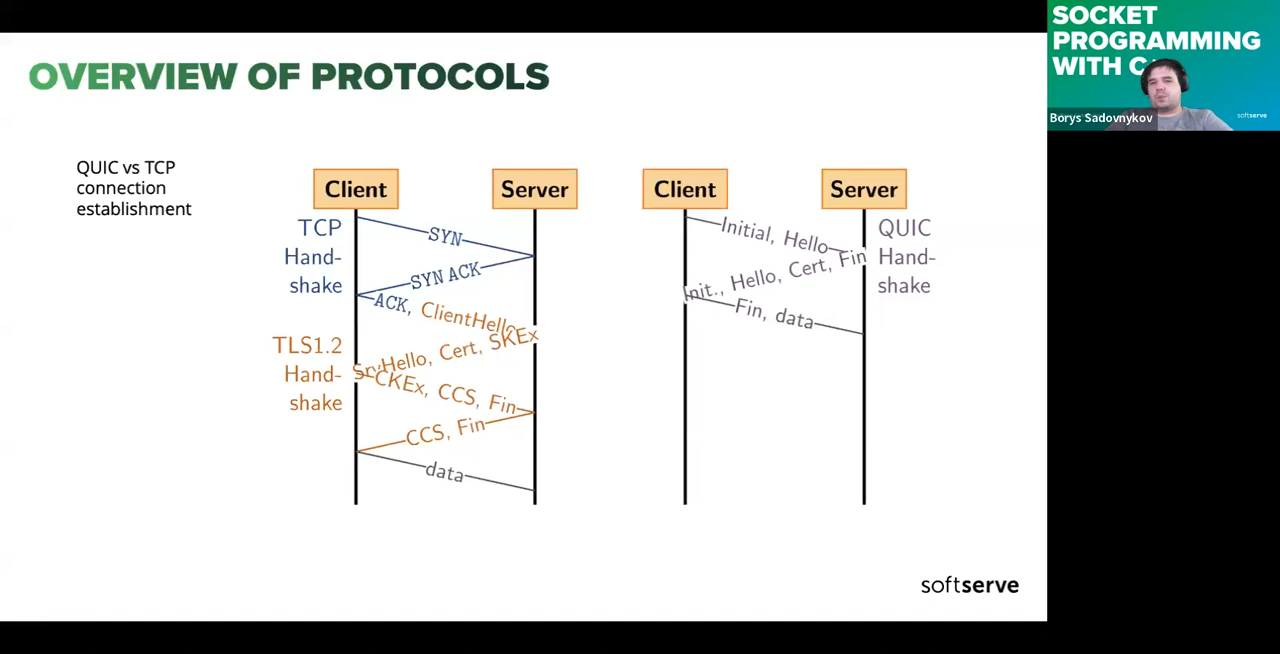 OVERVIEW OF PROTOCOLS
QUIC vs TCP
connection
establishment
Client
Server
TCP
Hand-
shake
SYN
SYN ACK
ACK, ClientHello
TLS1.2
Hand-
shake
SrvHello, Cert, SKEx
CKEx, CCS, Fin
CCS, Fin
data
Client
Server
QUIC
Hand-
shake
Initial, Hello
Init., Hello, Cert, Fin
Fin, data
softserve
SOCKET
PROGRAMMING
WITH
Borys Sadovnykov
softserve